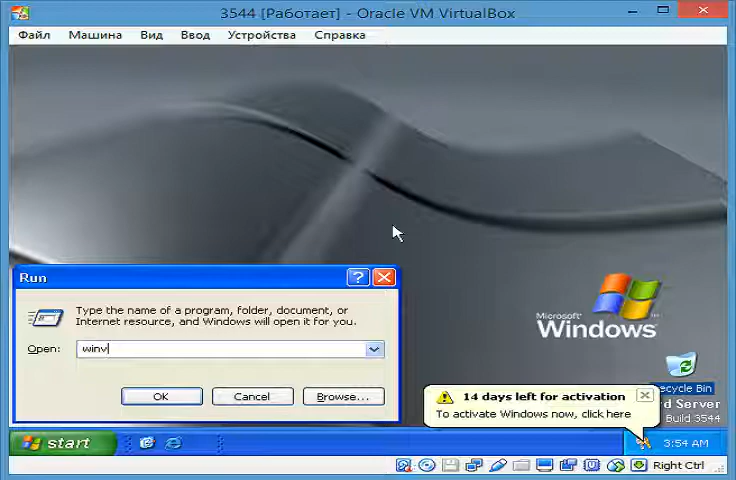 3544 [Работает] - Oracle VM VirtualBox
Файл Машина Вид Ввод Устройства Справка
Run
Type the name of a program, folder, document, or
Internet resource, and Windows will open it for you.
Open: winv
OK Cancel Browse...
Microsoft
Windows
ecycle Bin
rd Server
Build 3544
14 days left for activation
To activate Windows now, click here
start
3:54 AM
Right Ctrl